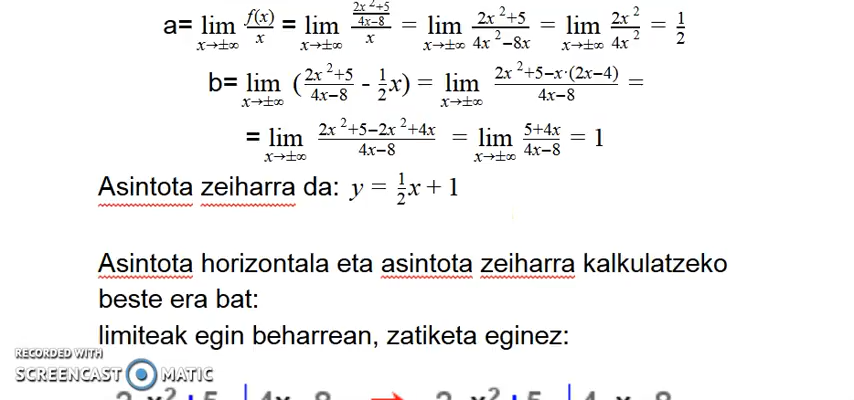 a= lim x→±∞ f(x)/x = lim x→±∞ ((2x²+5)/(4x−8))/x = lim x→±∞ (2x²+5)/(4x²−8x) = lim x→±∞ 2x²/4x² = 1/2
b= lim x→±∞ ((2x²+5)/(4x−8) - 1/2x) = lim x→±∞ (2x²+5−x·(2x−4))/(4x−8) =
= lim x→±∞ (2x²+5−2x²+4x)/(4x−8) = lim x→±∞ (5+4x)/(4x−8) = 1
Asintota zeiharra da: y = 1/2x + 1
Asintota horizontala eta asintota zeiharra kalkulatzeko
beste era bat:
limiteak egin beharrean, zatiketa eginez:
RECORDED WITH
SCREENCAST MATIC